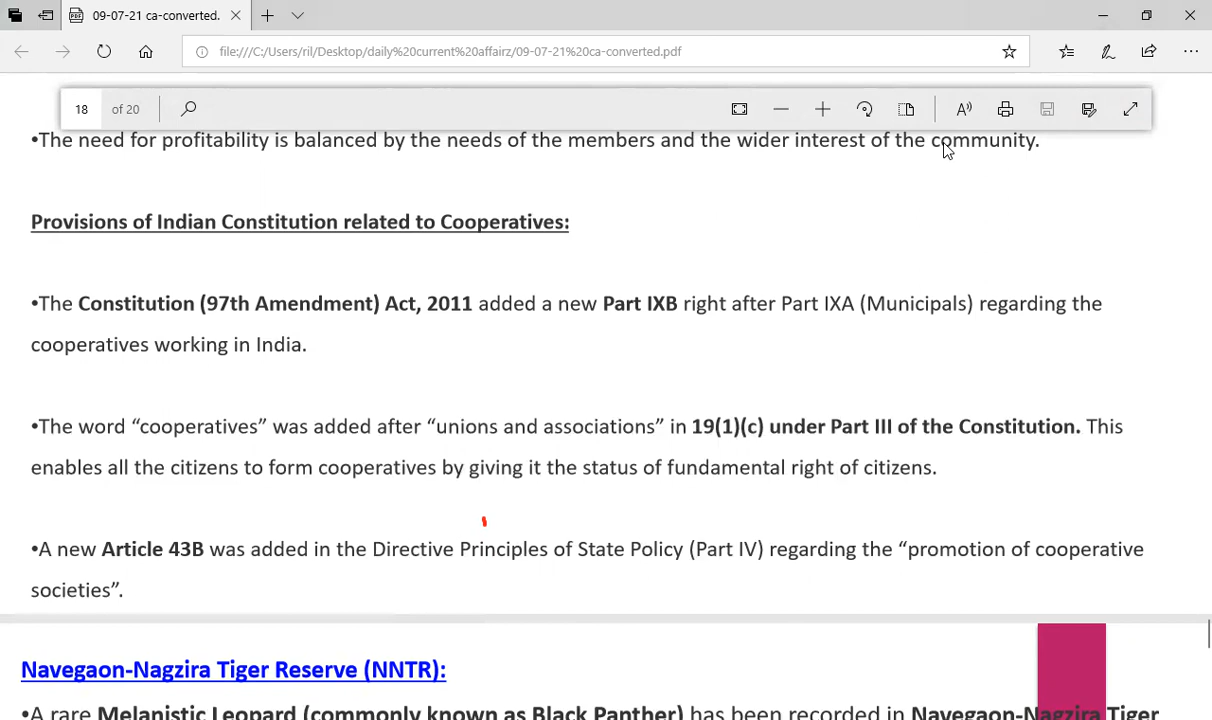 09-07-21 ca-converted.
file:///C:/Users/ril/Desktop/daily%20current%20affairz/09-07-21%20ca-converted.pdf
18 of 20
•The need for profitability is balanced by the needs of the members and the wider interest of the community.
Provisions of Indian Constitution related to Cooperatives:
•The Constitution (97th Amendment) Act, 2011 added a new Part IXB right after Part IXA (Municipals) regarding the
cooperatives working in India.
•The word “cooperatives” was added after “unions and associations” in 19(1)(c) under Part III of the Constitution. This
enables all the citizens to form cooperatives by giving it the status of fundamental right of citizens.
•A new Article 43B was added in the Directive Principles of State Policy (Part IV) regarding the “promotion of cooperative
societies”.
Navegaon-Nagzira Tiger Reserve (NNTR):
•A rare Melanistic Leopard (commonly known as Black Panther) has been recorded in Navegaon-Nagzira Tiger